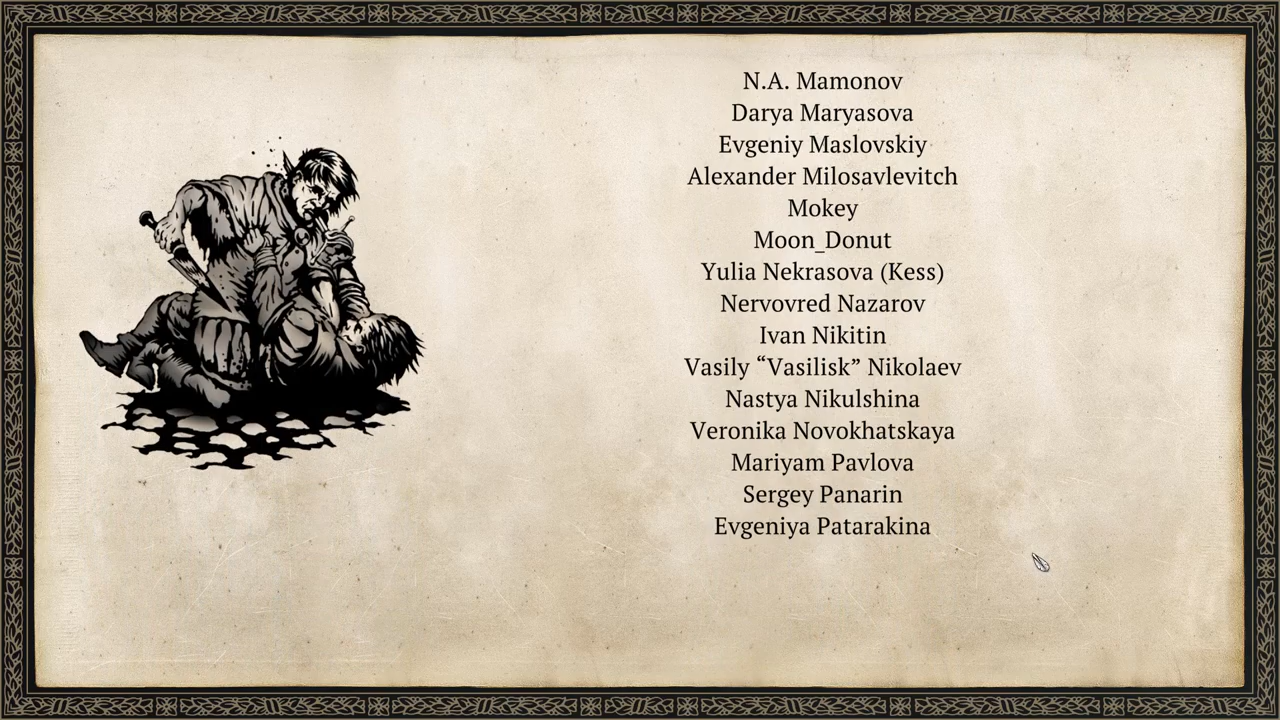 N.A. Mamonov
Darya Maryasova
Evgeniy Maslovskiy
Alexander Milosavlevitch
Mokey
Moon_Donut
Yulia Nekrasova (Kess)
Nervovred Nazarov
Ivan Nikitin
Vasily “Vasilisk” Nikolaev
Nastya Nikulshina
Veronika Novokhatskaya
Mariyam Pavlova
Sergey Panarin
Evgeniya Patarakina